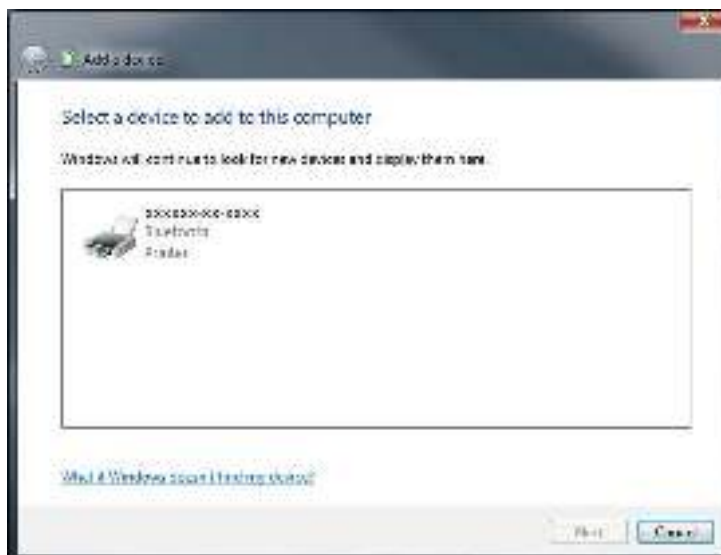 Add a device
Select a device to add to this computer
Windows will continue to look for new devices and display them here.
Bluetooth
Printer
What if Windows doesn't find my device?
Next Cancel